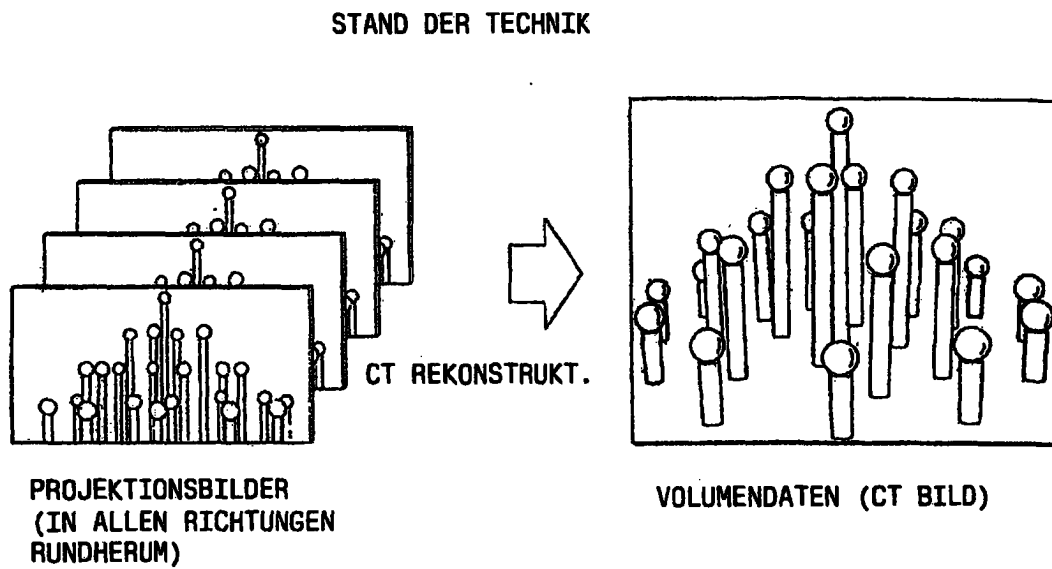 STAND DER TECHNIK
CT REKONSTRUKT.
PROJEKTIONSBILDER
(IN ALLEN RICHTUNGEN
RUNDHERUM)
VOLUMENDATEN (CT BILD)